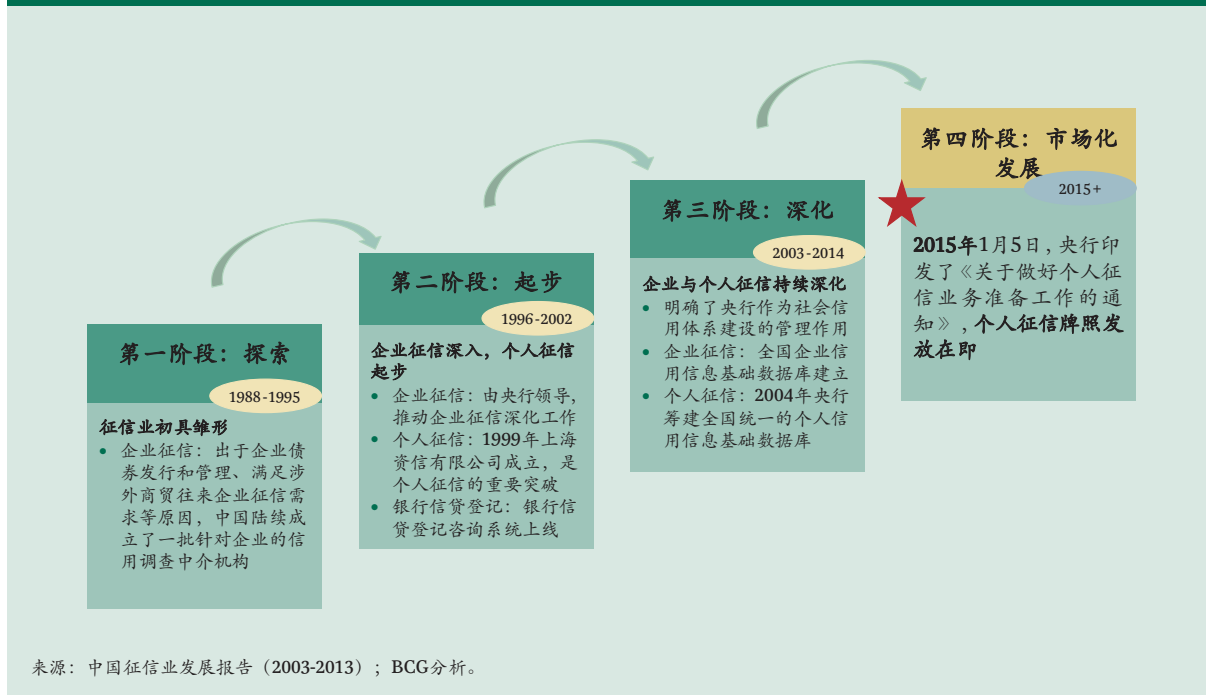 第一阶段：探索
1988-1995
征信业初具雏形
• 企业征信：出于企业债
券发行和管理、满足涉
外商贸往来企业征信需
求等原因，中国陆续成
立了一批针对企业的信
用调查中介机构
第二阶段：起步
1996-2002
企业征信深入，个人征信
起步
• 企业征信：由央行领导，
推动企业征信深化工作
• 个人征信：1999年上海
资信有限公司成立，是
个人征信的重要突破
• 银行信贷登记：银行信
贷登记咨询系统上线
第三阶段：深化
2003-2014
企业与个人征信持续深化
• 明确了央行作为社会信
用体系建设的管理作用
• 企业征信：全国企业信
用信息基础数据库建立
• 个人征信：2004年央行
筹建全国统一的个人信
用信息基础数据库
第四阶段：市场化
发展
2015+
2015年1月5日，央行印
发了《关于做好个人征
信业务准备工作的通
知》，个人征信牌照发
放在即
来源：中国征信业发展报告（2003-2013）；BCG分析。